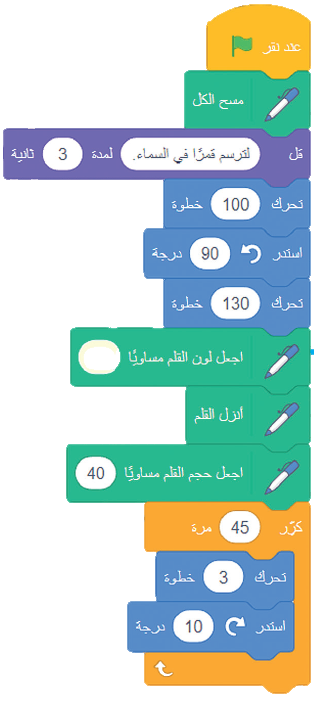 عند نقر
مسح الكل
قل لترسم قمرًا في السماء. لمدة 3 ثانية
تحرك 100 خطوة
استدر 90 درجة
تحرك 130 خطوة
اجعل لون القلم مساويًا
أنزل القلم
اجعل حجم القلم مساويًا 40
كرّر 45 مرة
تحرك 3 خطوة
استدر 10 درجة